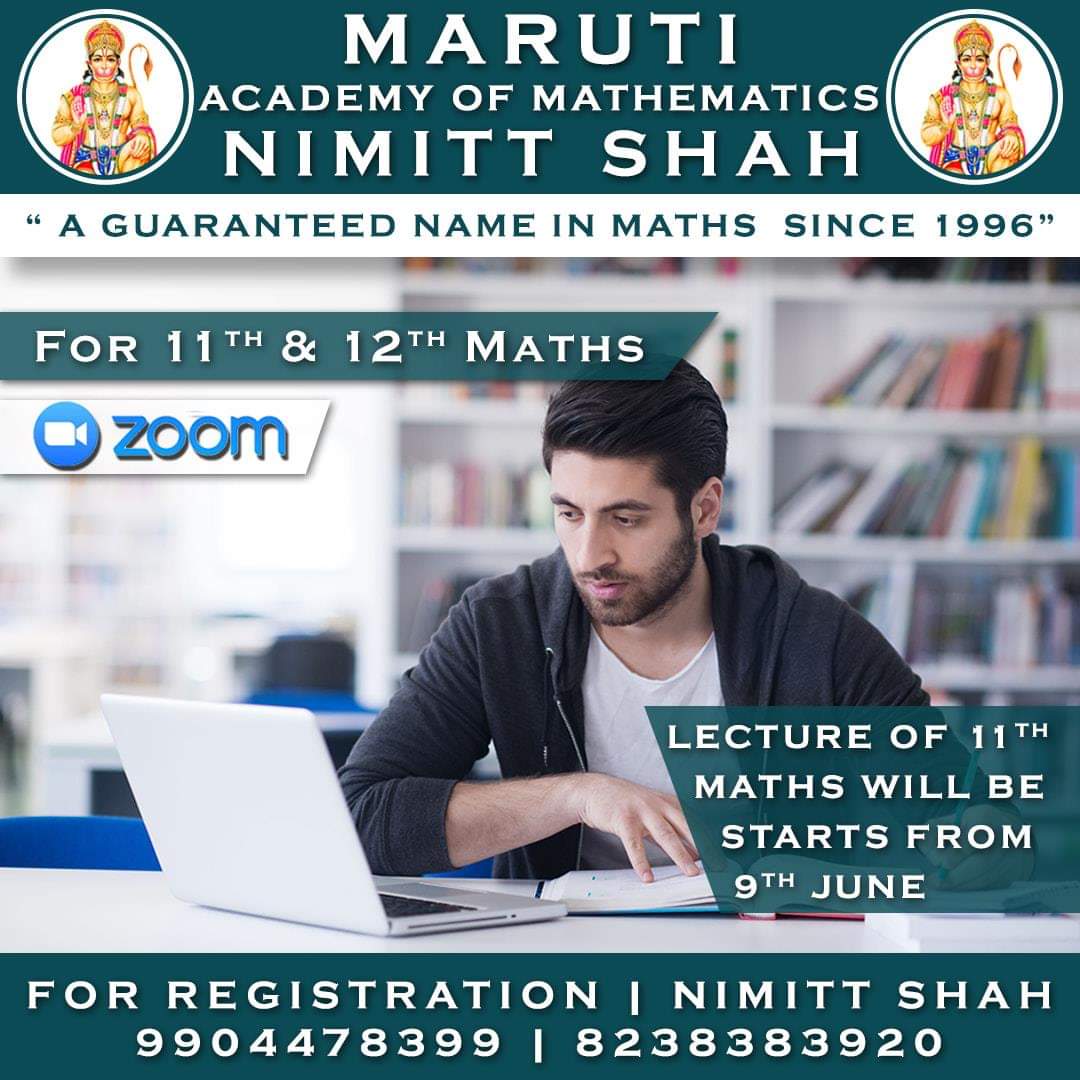 MARUTI
ACADEMY OF MATHEMATICS
NIMITT SHAH
“ A GUARANTEED NAME IN MATHS SINCE 1996”
FOR 11TH & 12TH MATHS
zoom
LECTURE OF 11TH
MATHS WILL BE
STARTS FROM
9TH JUNE
FOR REGISTRATION | NIMITT SHAH
9904478399 | 8238383920